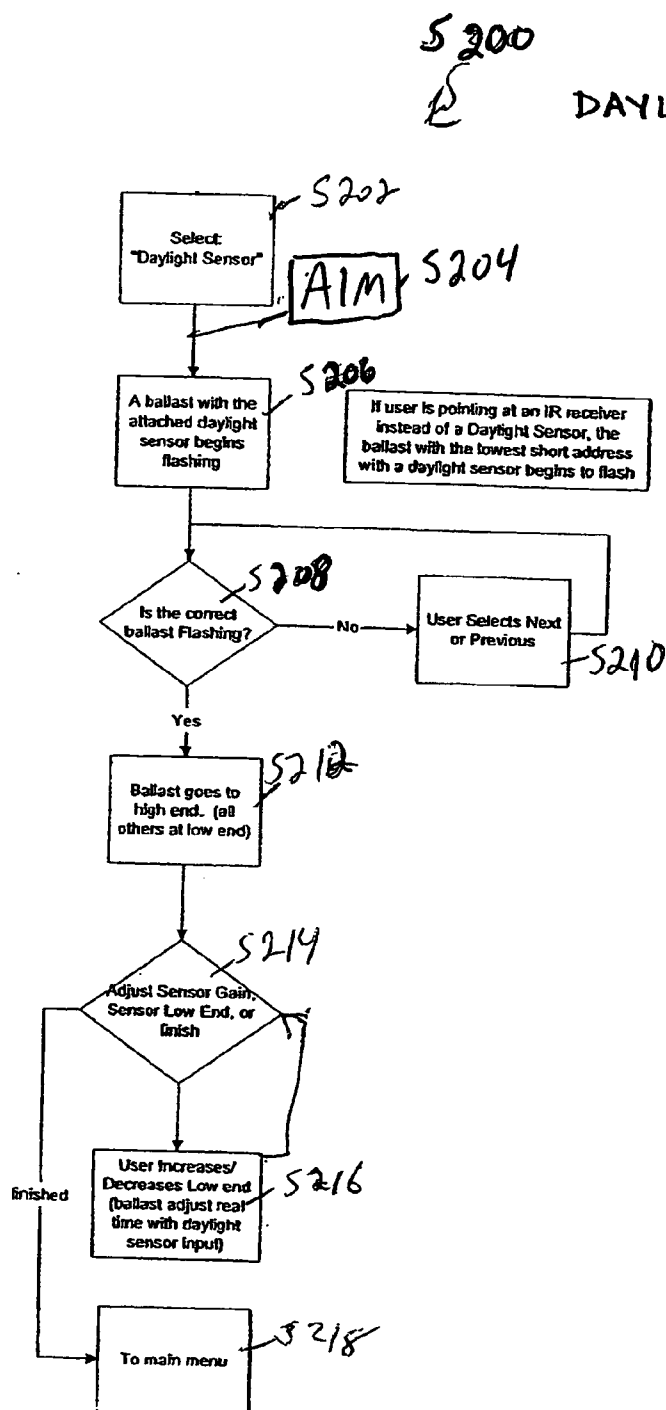 S200
DAYL
S202
Select:
"Daylight Sensor"
AIM
S204
S206
A ballast with the
attached daylight
sensor begins
flashing
If user is pointing at an IR receiver
instead of a Daylight Sensor, the
ballast with the lowest short address
with a daylight sensor begins to flash
S208
Is the correct
ballast Flashing?
No
User Selects Next
or Previous
S210
Yes
S212
Ballast goes to
high end. (all
others at low end)
S214
Adjust Sensor Gain,
Sensor Low End, or
finish
User Increases/
Decreases Low end
(ballast adjust real
time with daylight
sensor input)
S216
finished
To main menu
S218